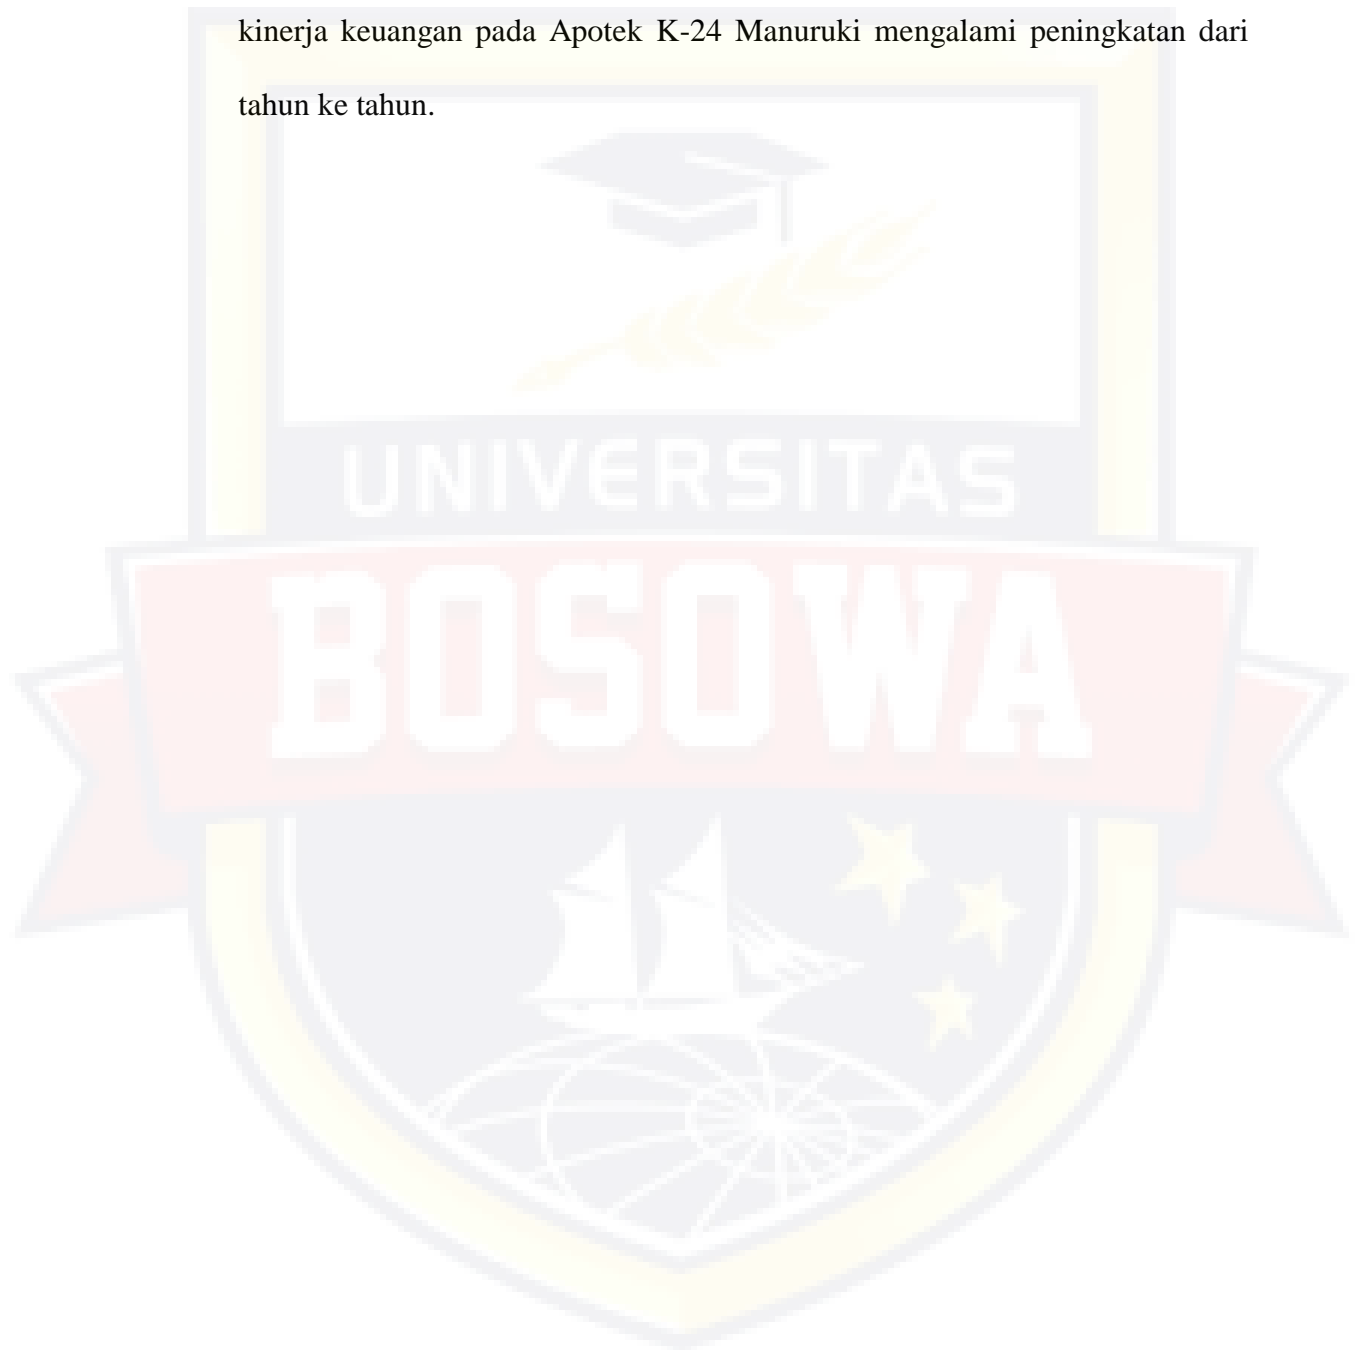 kinerja keuangan pada Apotek K-24 Manuruki mengalami peningkatan dari
tahun ke tahun.
UNIVERSITAS
BOSOWA